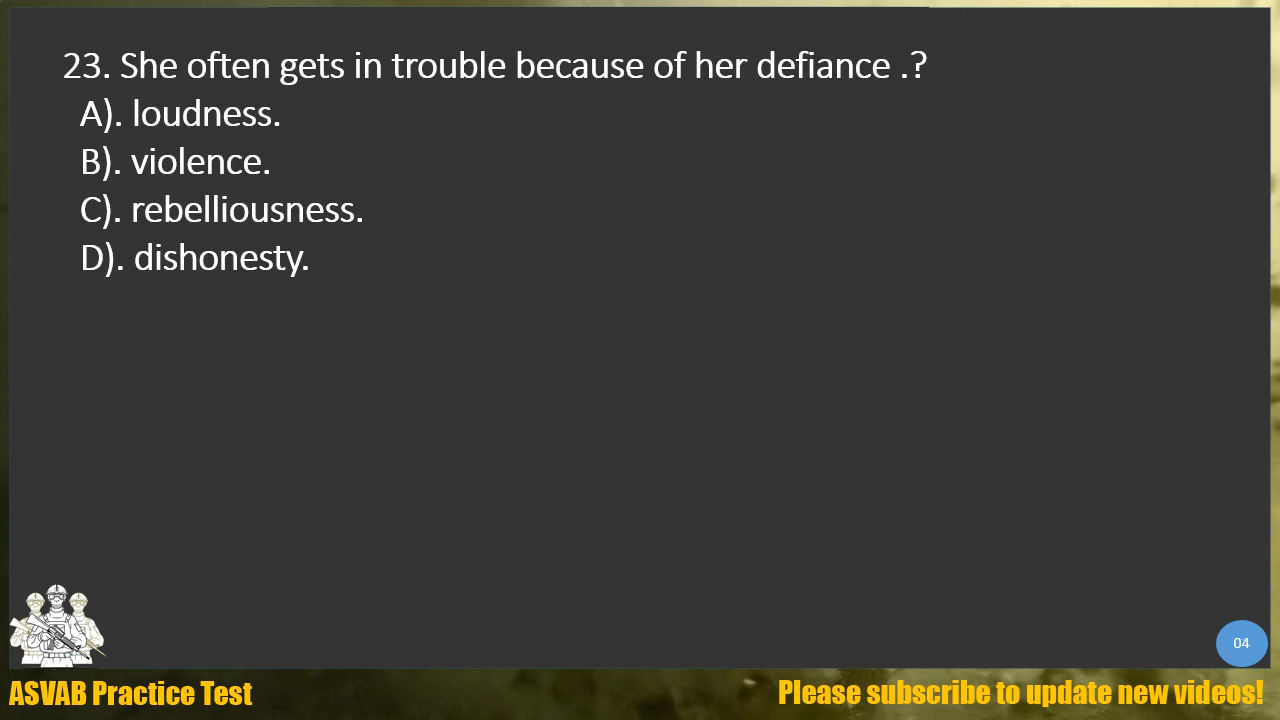 23. She often gets in trouble because of her defiance .?
A). loudness.
B). violence.
C). rebelliousness.
D). dishonesty.
04
ASVAB Practice Test
Please subscribe to update new videos!